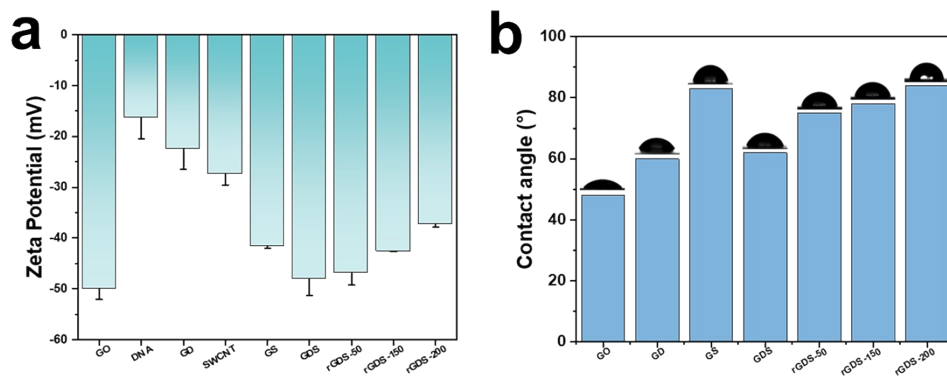 a
Zeta Potential (mV)
0
-10
-20
-30
-40
-50
-60
GO
DNA
GD
SWCNT
GS
GDS
rGDS-50
rGDS-150
rGDS-200
b
Contact angle (°)
100
80
60
40
20
0
GO
GD
GS
GDS
rGDS-50
rGDS-150
rGDS-200